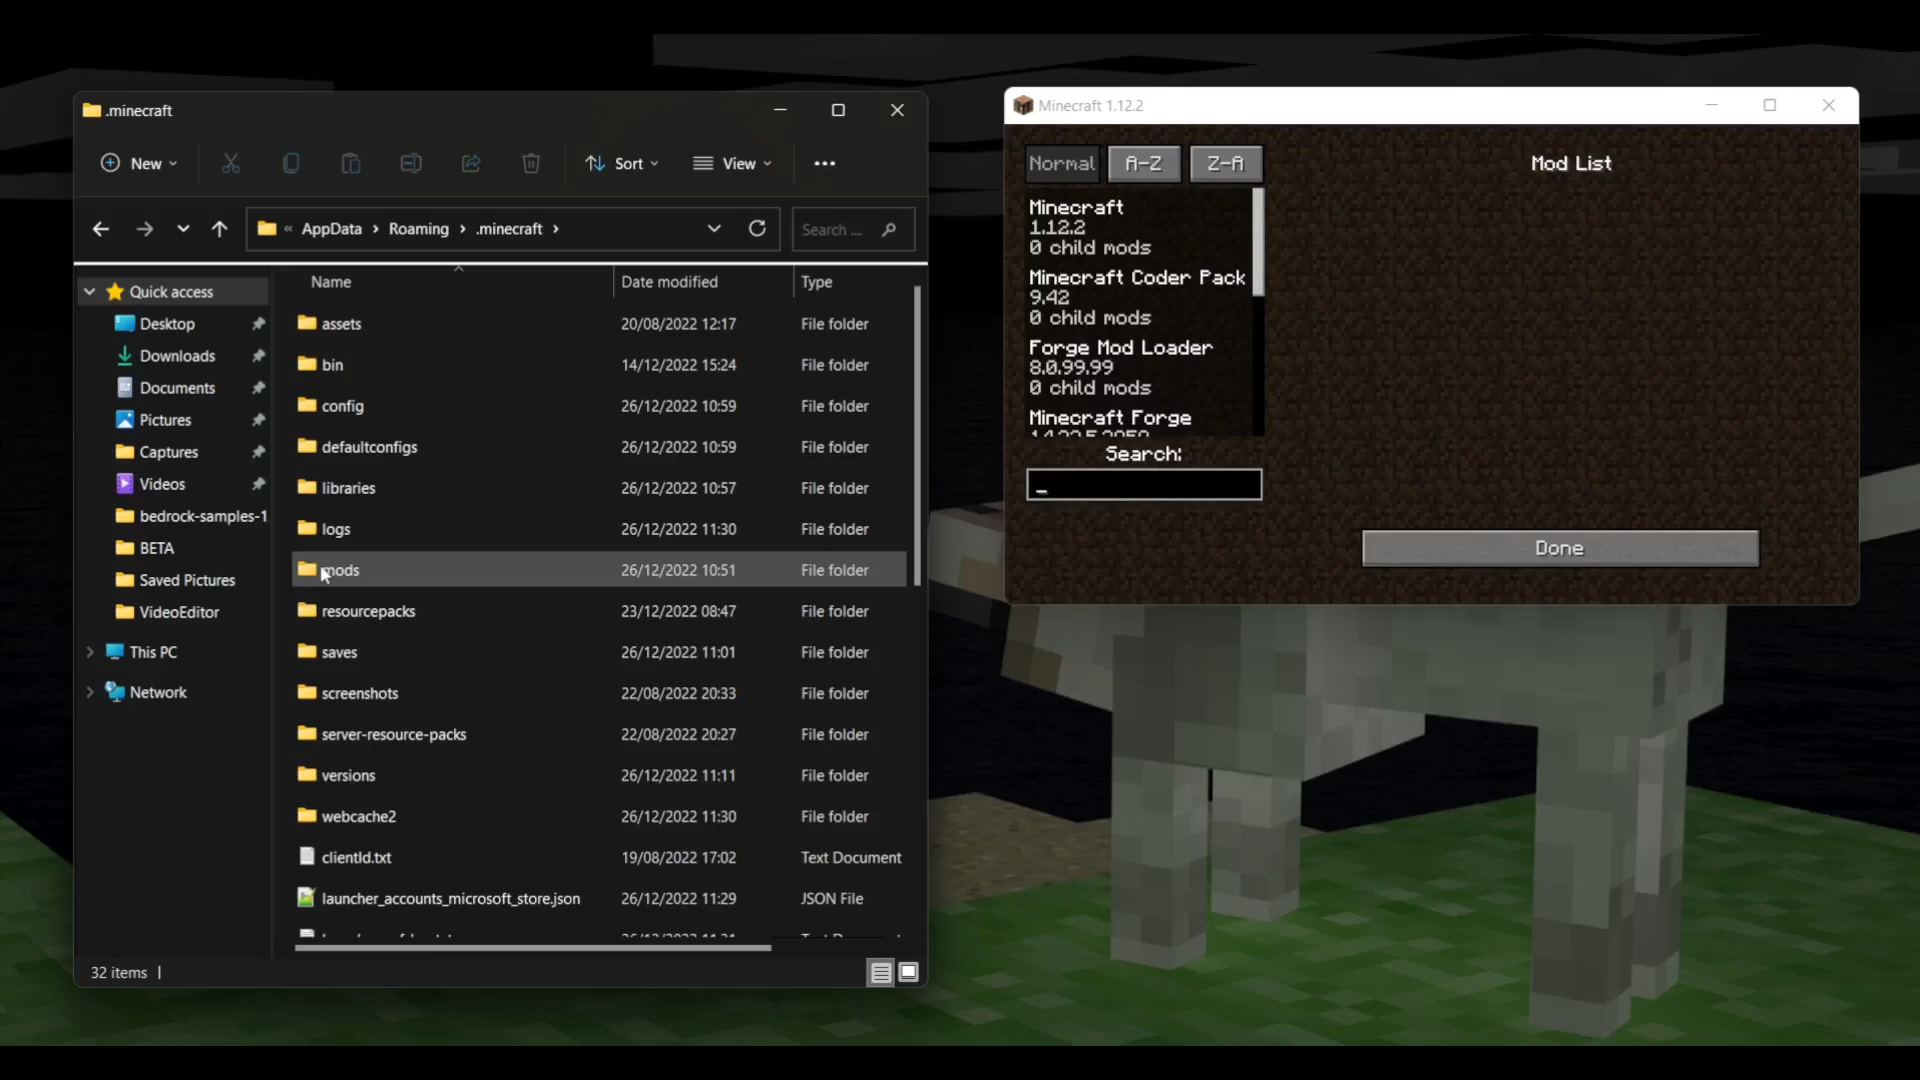 .minecraft
New
Sort
View
« AppData > Roaming > .minecraft >
Search ...
Quick access
Desktop
Downloads
Documents
Pictures
Captures
Videos
bedrock-samples-1
BETA
Saved Pictures
VideoEditor
This PC
Network
Name Date modified Type
assets 20/08/2022 12:17 File folder
bin 14/12/2022 15:24 File folder
config 26/12/2022 10:59 File folder
defaultconfigs 26/12/2022 10:59 File folder
libraries 26/12/2022 10:57 File folder
logs 26/12/2022 11:30 File folder
mods 26/12/2022 10:51 File folder
resourcepacks 23/12/2022 08:47 File folder
saves 26/12/2022 11:01 File folder
screenshots 22/08/2022 20:33 File folder
server-resource-packs 22/08/2022 20:27 File folder
versions 26/12/2022 11:11 File folder
webcache2 26/12/2022 11:30 File folder
clientId.txt 19/08/2022 17:02 Text Document
launcher_accounts_microsoft_store.json 26/12/2022 11:29 JSON File
32 items
Minecraft 1.12.2
Normal A-Z Z-A
Mod List
Minecraft
1.12.2
0 child mods
Minecraft Coder Pack
9.42
0 child mods
Forge Mod Loader
8.0.99.99
0 child mods
Minecraft Forge
Search:
_
Done